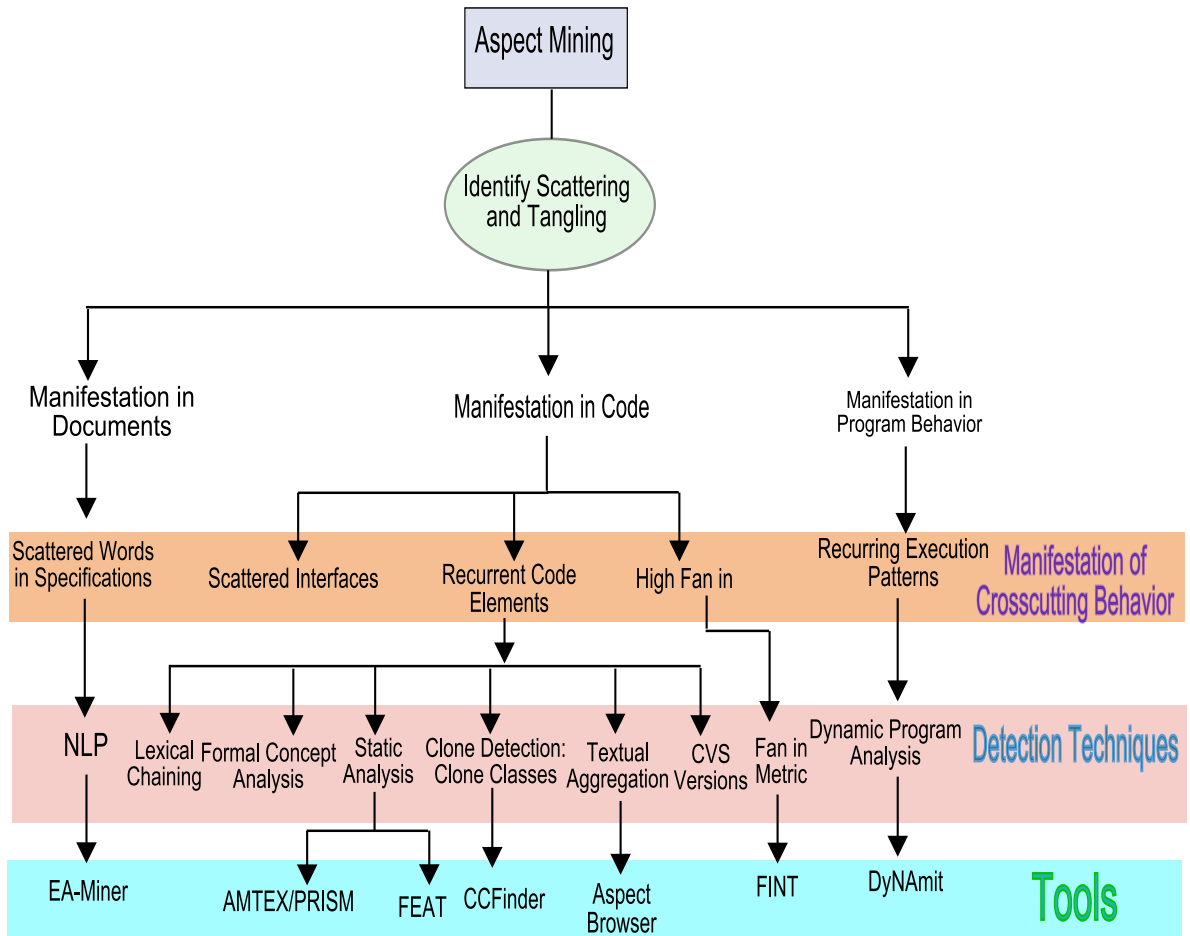 Aspect Mining
Identify Scattering
and Tangling
Manifestation in
Documents
Manifestation in Code
Manifestation in
Program Behavior
Scattered Words
in Specifications
Scattered Interfaces
Recurrent Code
Elements
High Fan in
Recurring Execution
Patterns
Manifestation of
Crosscutting Behavior
NLP
Lexical
Chaining
Formal Concept
Analysis
Static
Analysis
Clone Detection:
Clone Classes
Textual
Aggregation
CVS
Versions
Fan in
Metric
Dynamic Program
Analysis
Detection Techniques
EA-Miner
AMTEX/PRISM
FEAT
CCFinder
Aspect
Browser
FINT
DyNAmit
Tools